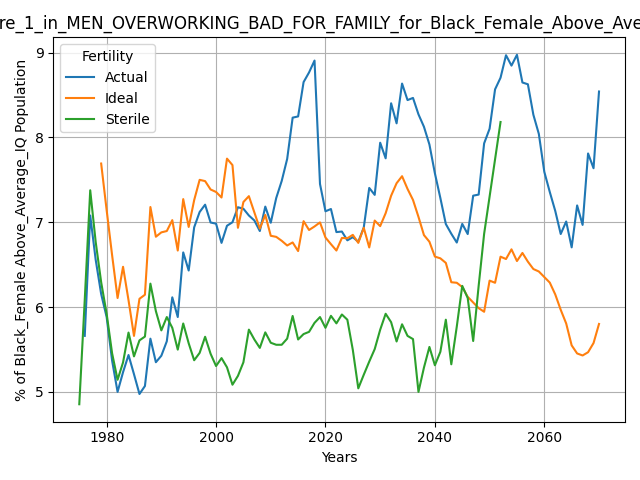 re_1_in_MEN_OVERWORKING_BAD_FOR_FAMILY_for_Black_Female_Above_Ave
% of Black_Female Above_Average_IQ Population
9
8
7
6
5
Fertility
Actual
Ideal
Sterile
1980 2000 2020 2040 2060
Years